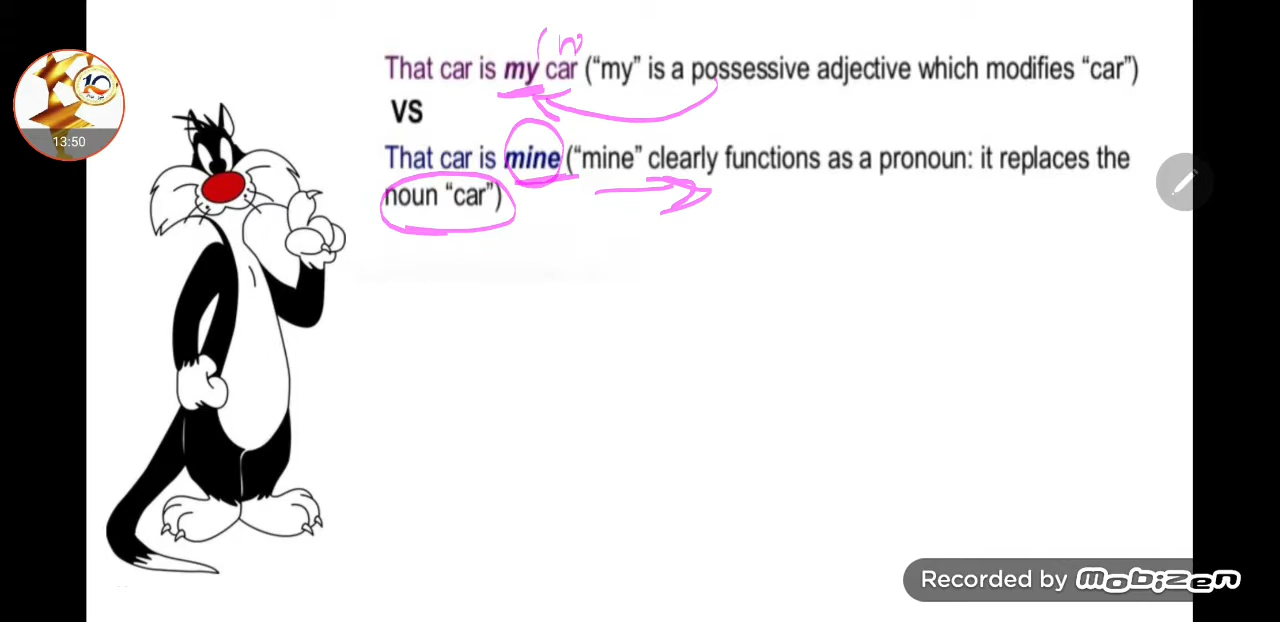 That car is my car (“my” is a possessive adjective which modifies “car”)
VS
That car is mine (“mine” clearly functions as a pronoun: it replaces the
noun “car”)
10
13:50
Recorded by Mobizen